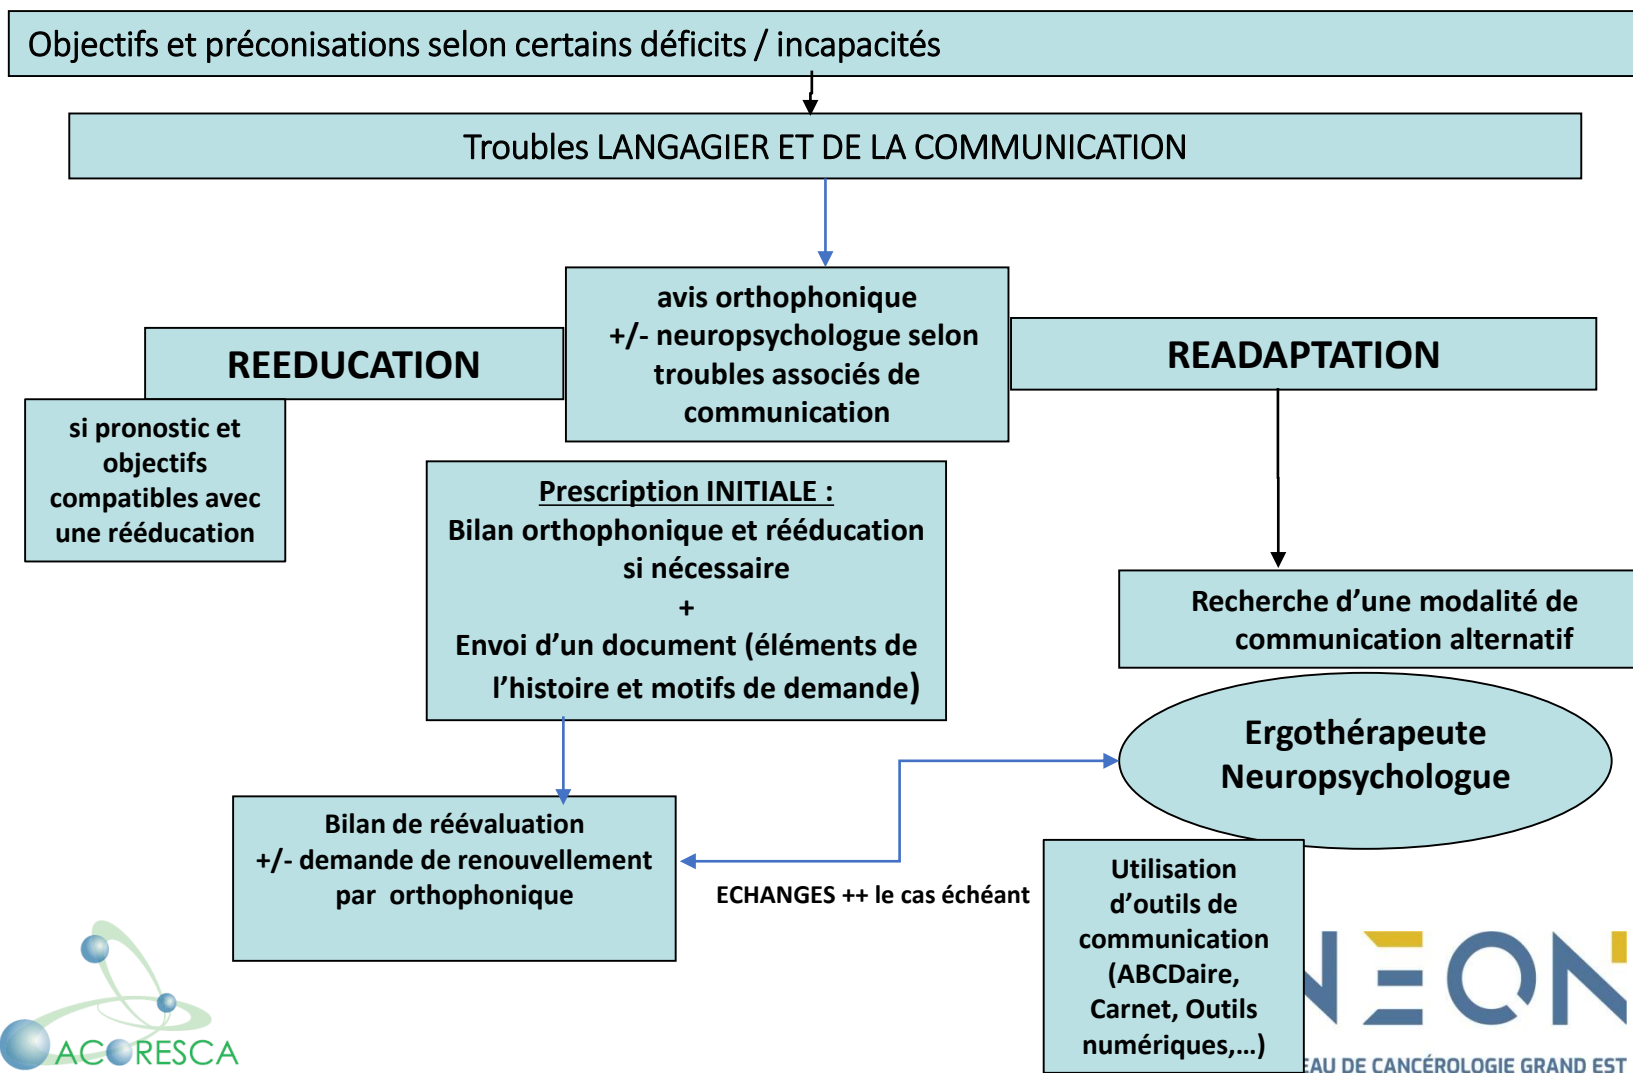 Objectifs et préconisations selon certains déficits / incapacités
Troubles LANGAGIER ET DE LA COMMUNICATION
avis orthophonique
+/- neuropsychologue selon
troubles associés de
communication
REEDUCATION
READAPTATION
si pronostic et
objectifs
compatibles avec
une rééducation
Prescription INITIALE :
Bilan orthophonique et rééducation
si nécessaire
+
Envoi d’un document (éléments de
l’histoire et motifs de demande)
Recherche d’une modalité de
communication alternatif
Ergothérapeute
Neuropsychologue
Bilan de réévaluation
+/- demande de renouvellement
par orthophonique
ECHANGES ++ le cas échéant
Utilisation
d’outils de
communication
(ABCDaire,
Carnet, Outils
numériques,…)
ACORESCA
NEON
EAU DE CANCÉROLOGIE GRAND EST